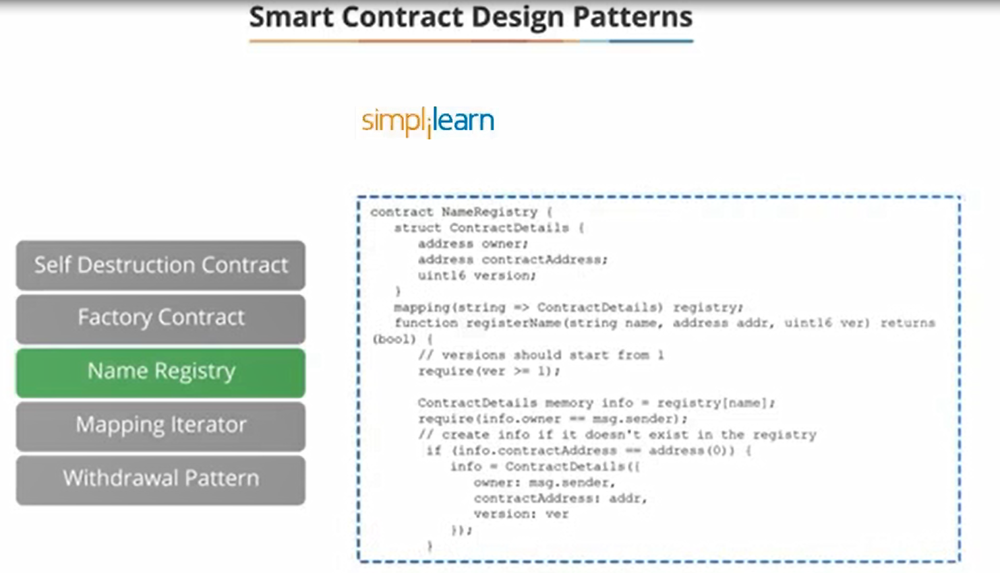 Smart Contract Design Patterns
simplilearn
Self Destruction Contract
Factory Contract
Name Registry
Mapping Iterator
Withdrawal Pattern
contract NameRegistry {
struct ContractDetails {
address owner;
address contractAddress;
uint16 version;
}
mapping(string => ContractDetails) registry;
function registerName(string name, address addr, uint16 ver) returns
(bool) {
// versions should start from 1
require(ver >= 1);
ContractDetails memory info = registry[name];
require(info.owner == msg.sender);
// create info if it doesn't exist in the registry
if (info.contractAddress == address(0)) {
info = ContractDetails({
owner: msg.sender,
contractAddress: addr,
version: ver
});
}